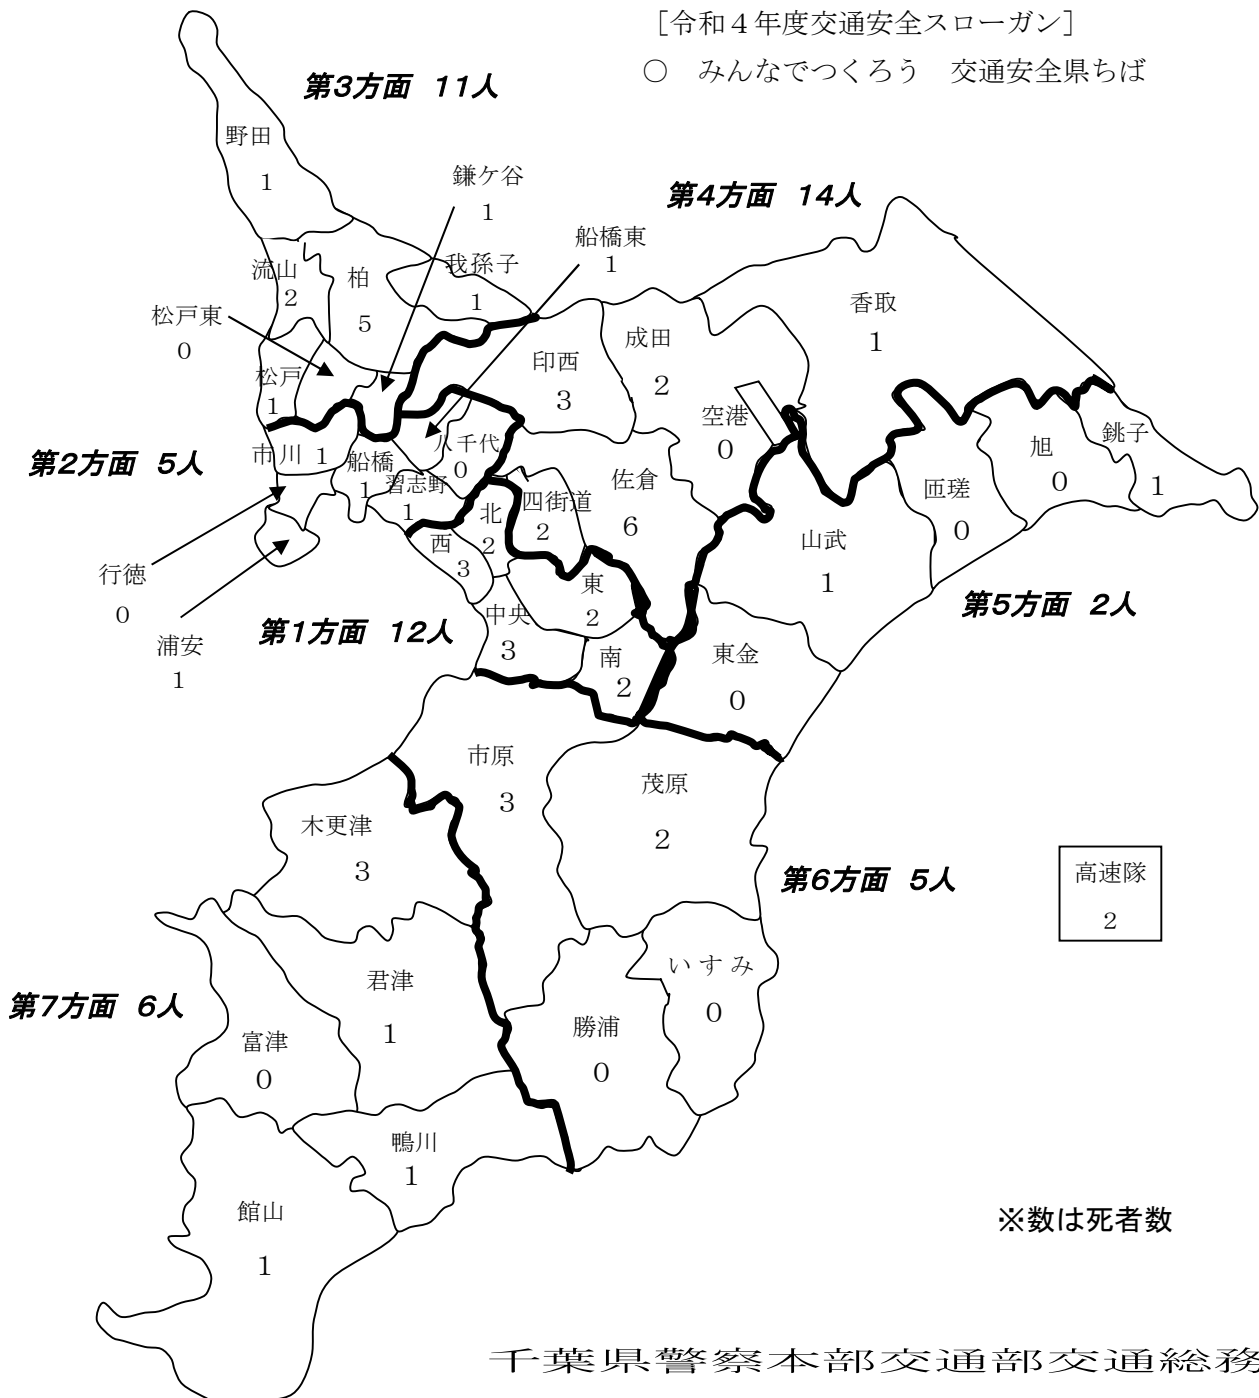 ［令和４年度交通安全スローガン］
○　みんなでつくろう　交通安全県ちば
第3方面 11人
野田
1
鎌ケ谷
1
第4方面 14人
船橋東
1
流山
2
柏
5
我孫子
1
松戸東
0
松戸
1
印西
3
成田
2
香取
1
空港
0
第2方面 5人
市川 1
船橋
1
八千代
0
習志野
1
佐倉
6
四街道
2
北
2
西
3
旭
0
銚子
1
匝瑳
0
山武
1
行徳
0
浦安
1
第1方面 12人
東
2
中央
3
南
2
東金
0
第5方面 2人
市原
3
茂原
2
木更津
3
第6方面 5人
高速隊
2
第7方面 6人
君津
1
いすみ
0
富津
0
勝浦
0
鴨川
1
館山
1
※数は死者数
千葉県警察本部交通部交通総務